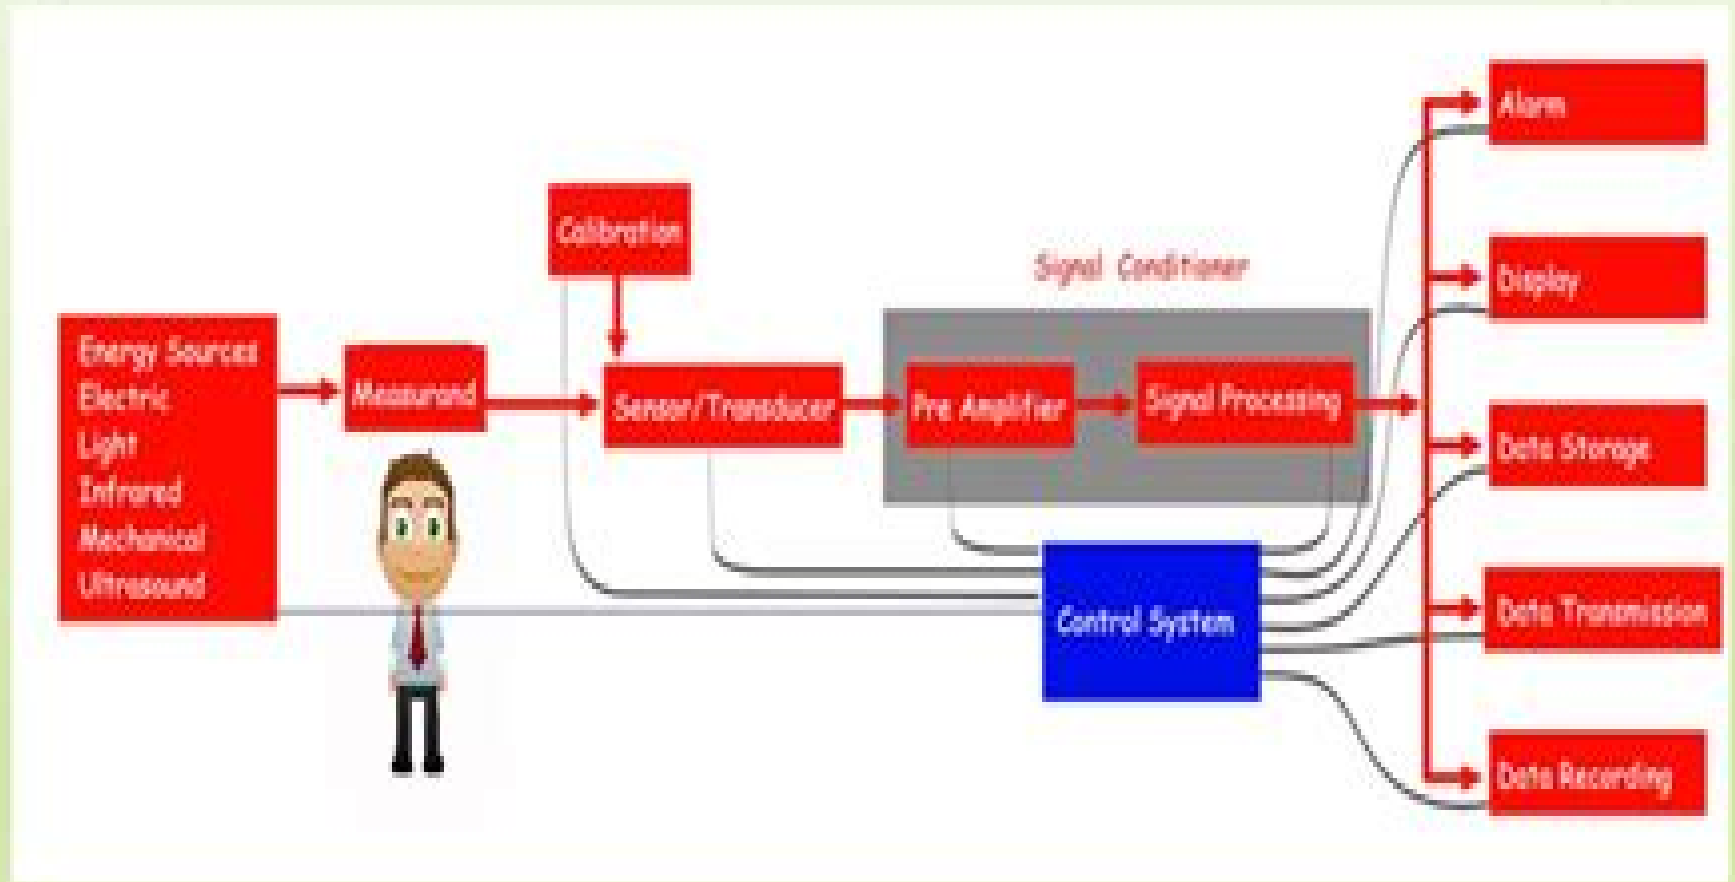 Energy Sources
Electric
Light
Infrared
Mechanical
Ultrasound
Measurand
Calibration
Sensor/Transducer
Signal Conditioner
Pre Amplifier
Signal Processing
Control System
Alarm
Display
Data Storage
Data Transmission
Data Recording